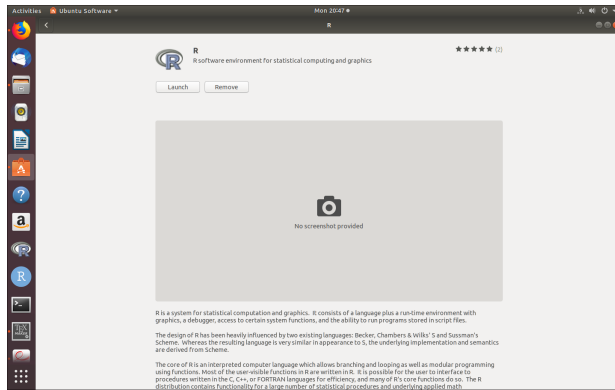 Activities Ubuntu Software Mon 20:47
R
R
R software environment for statistical computing and graphics
(2)
Launch Remove
No screenshot provided
R is a system for statistical computation and graphics. It consists of a language plus a run-time environment with
graphics, a debugger, access to certain system functions, and the ability to run programs stored in script files.
The design of R has been heavily influenced by two existing languages: Becker, Chambers & Wilks' S and Sussman's
Scheme. Whereas the resulting language is very similar in appearance to S, the underlying implementation and semantics
are derived from Scheme.
The core of R is an interpreted computer language which allows branching and looping as well as modular programming
using functions. Most of the user-visible functions in R are written in R. It is possible for the user to interface to
procedures written in the C, C++, or FORTRAN languages for efficiency, and many of R's core functions do so. The R
distribution contains functionality for a large number of statistical procedures and underlying applied math